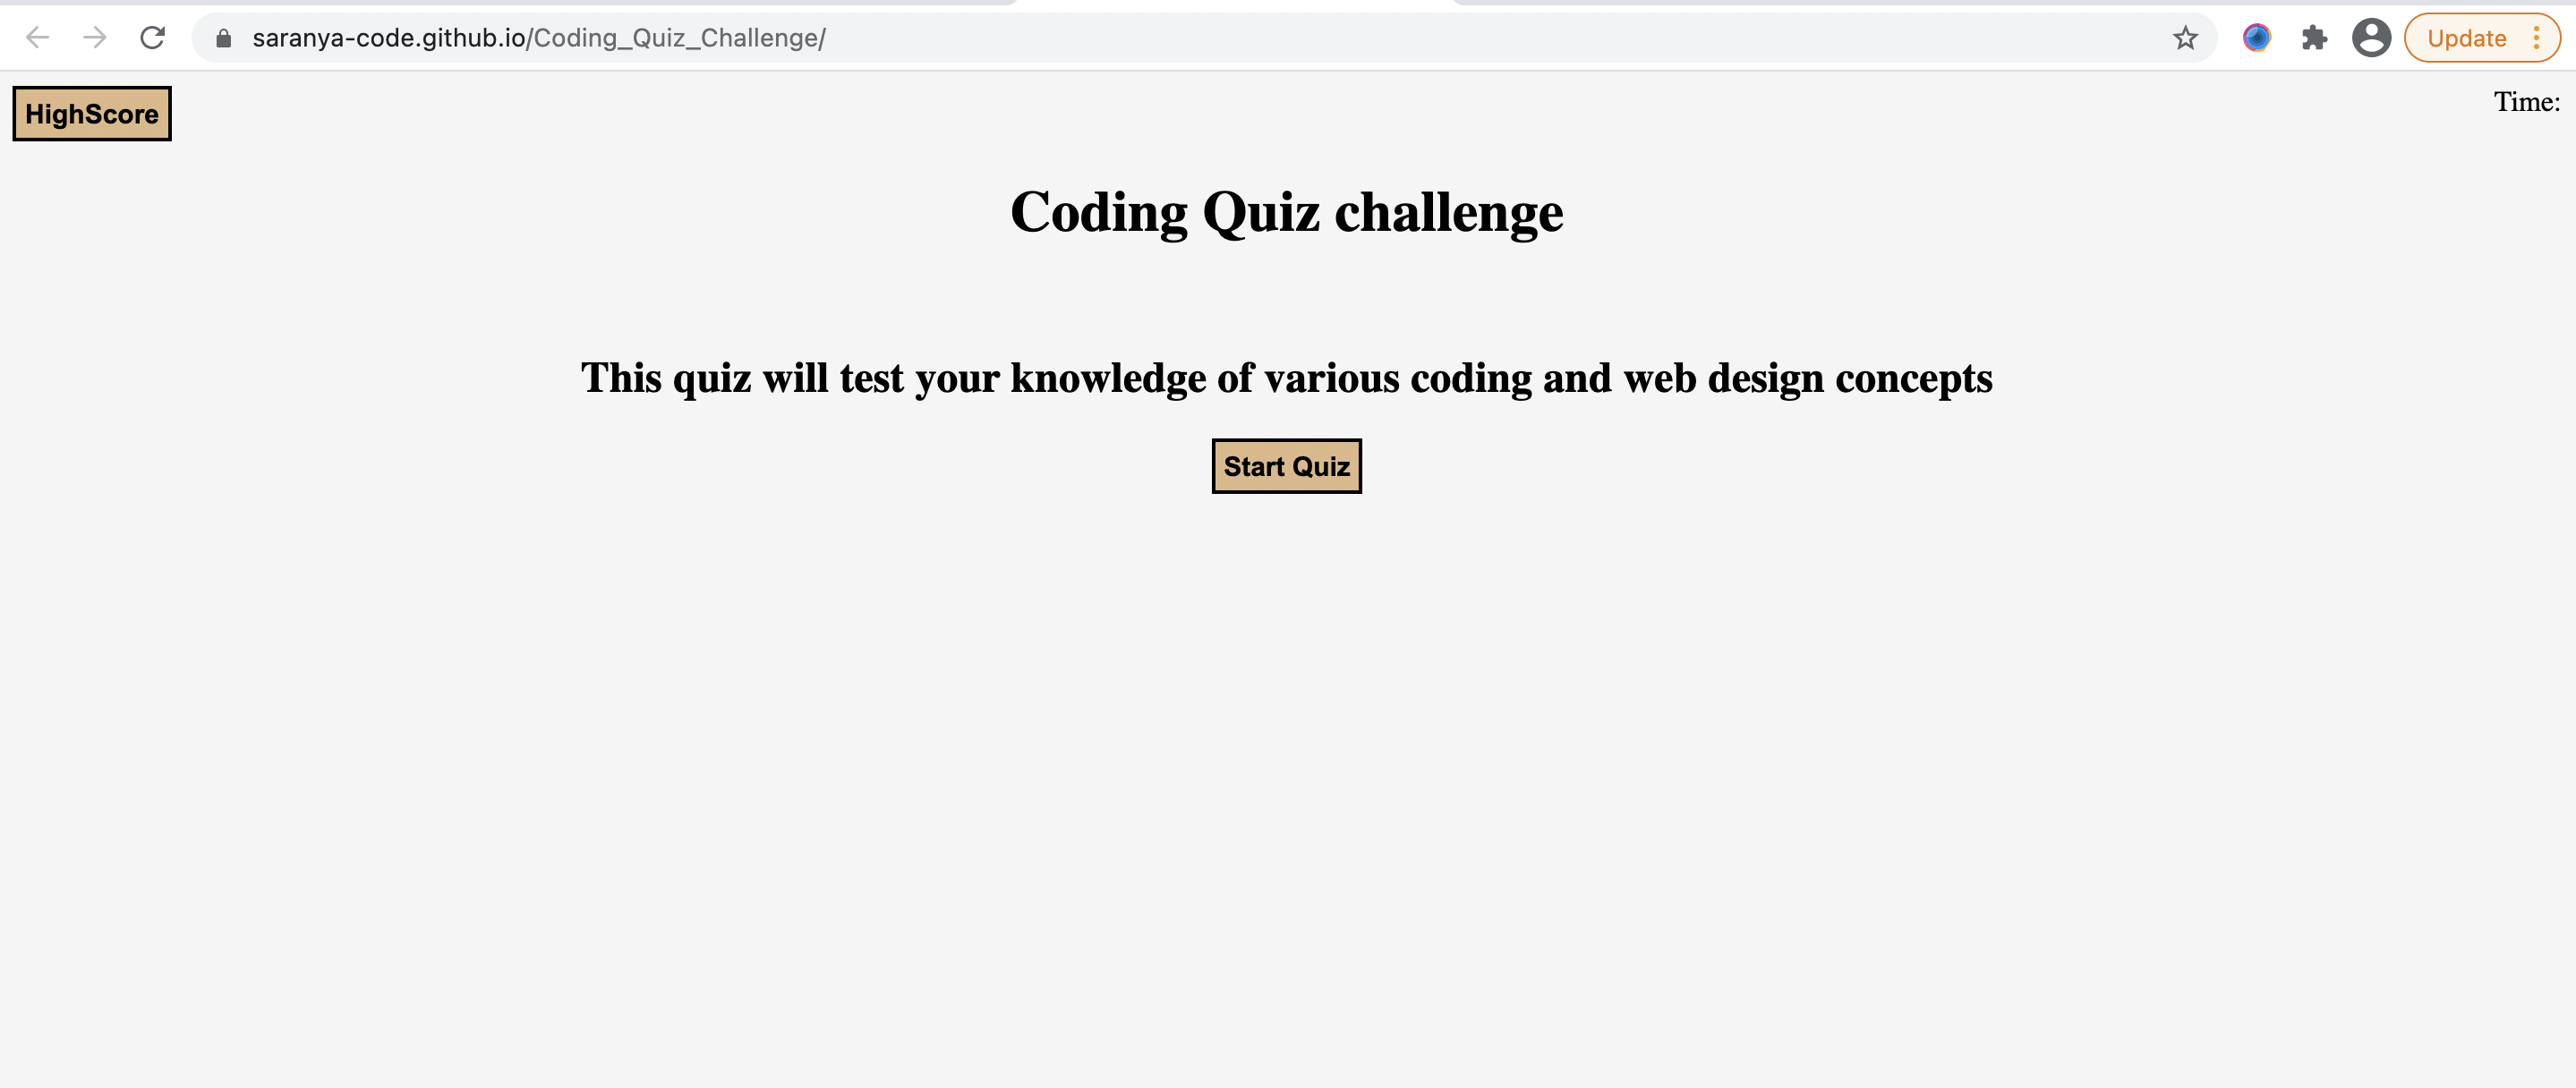 saranya-code.github.io/Coding_Quiz_Challenge/
Update
HighScore
Time:
Coding Quiz challenge
This quiz will test your knowledge of various coding and web design concepts
Start Quiz